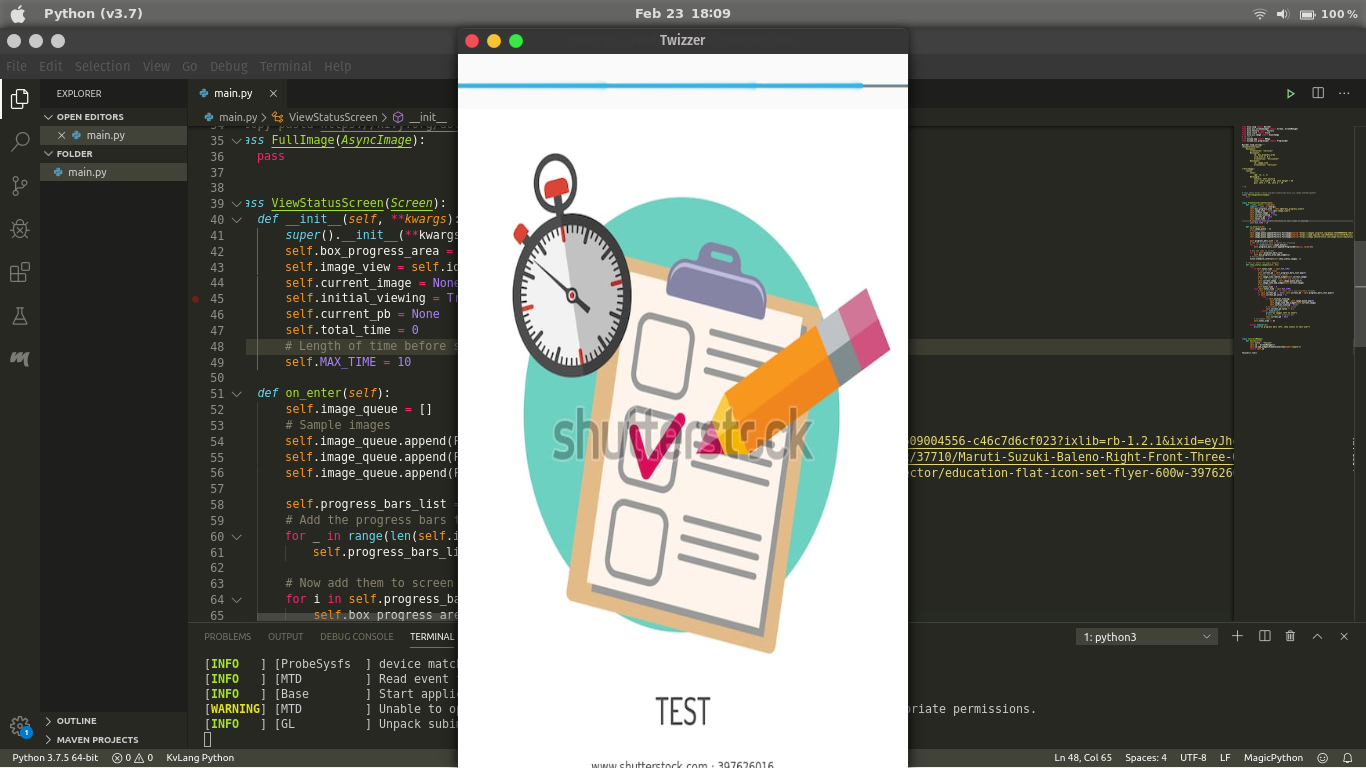 Python (v3.7)
Feb 23 18:09
100 %
Twizzer
File Edit Selection View Go Debug Terminal Help
EXPLORER
OPEN EDITORS
main.py
FOLDER
main.py
OUTLINE
MAVEN PROJECTS
main.py
main.py > ViewStatusScreen > __init__
35 ass FullImage(AsyncImage):
36 pass
37
38
39 ass ViewStatusScreen(Screen):
40 def __init__(self, **kwargs):
41 super().__init__(**kwargs
42 self.box_progress_area =
43 self.image_view = self.id
44 self.current_image = None
45 self.initial_viewing = Tr
46 self.current_pb = None
47 self.total_time = 0
48 # Length of time before s
49 self.MAX_TIME = 10
50
51 def on_enter(self):
52 self.image_queue = []
53 # Sample images
54 self.image_queue.append(F
09004556-c46c7d6cf023?ixlib=rb-1.2.1&ixid=eyJh
55 self.image_queue.append(F
/37710/Maruti-Suzuki-Baleno-Right-Front-Three-
56 self.image_queue.append(F
ector/education-flat-icon-set-flyer-600w-397626
57
58 self.progress_bars_list =
59 # Add the progress bars t
60 for _ in range(len(self.i
61 self.progress_bars_li
62
63 # Now add them to screen
64 for i in self.progress_ba
65 self.box_progress_are
shutterstock
TEST
www.shutterstock.com · 397626016
PROBLEMS OUTPUT DEBUG CONSOLE TERMINAL
1: python3
[INFO ] [ProbeSysfs ] device matc
[INFO ] [MTD ] Read event
[INFO ] [Base ] Start appli
[WARNING] [MTD ] Unable to op
riate permissions.
[INFO ] [GL ] Unpack subim
1
Python 3.7.5 64-bit 0 0 KvLang Python
Ln 48, Col 65 Spaces: 4 UTF-8 LF MagicPython